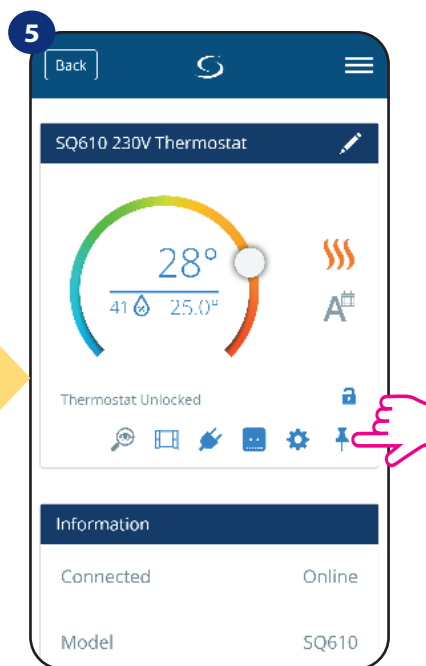 5
Back
SQ610 230V Thermostat
28°
41 25.0°
A
Thermostat Unlocked
Information
Connected Online
Model SQ610